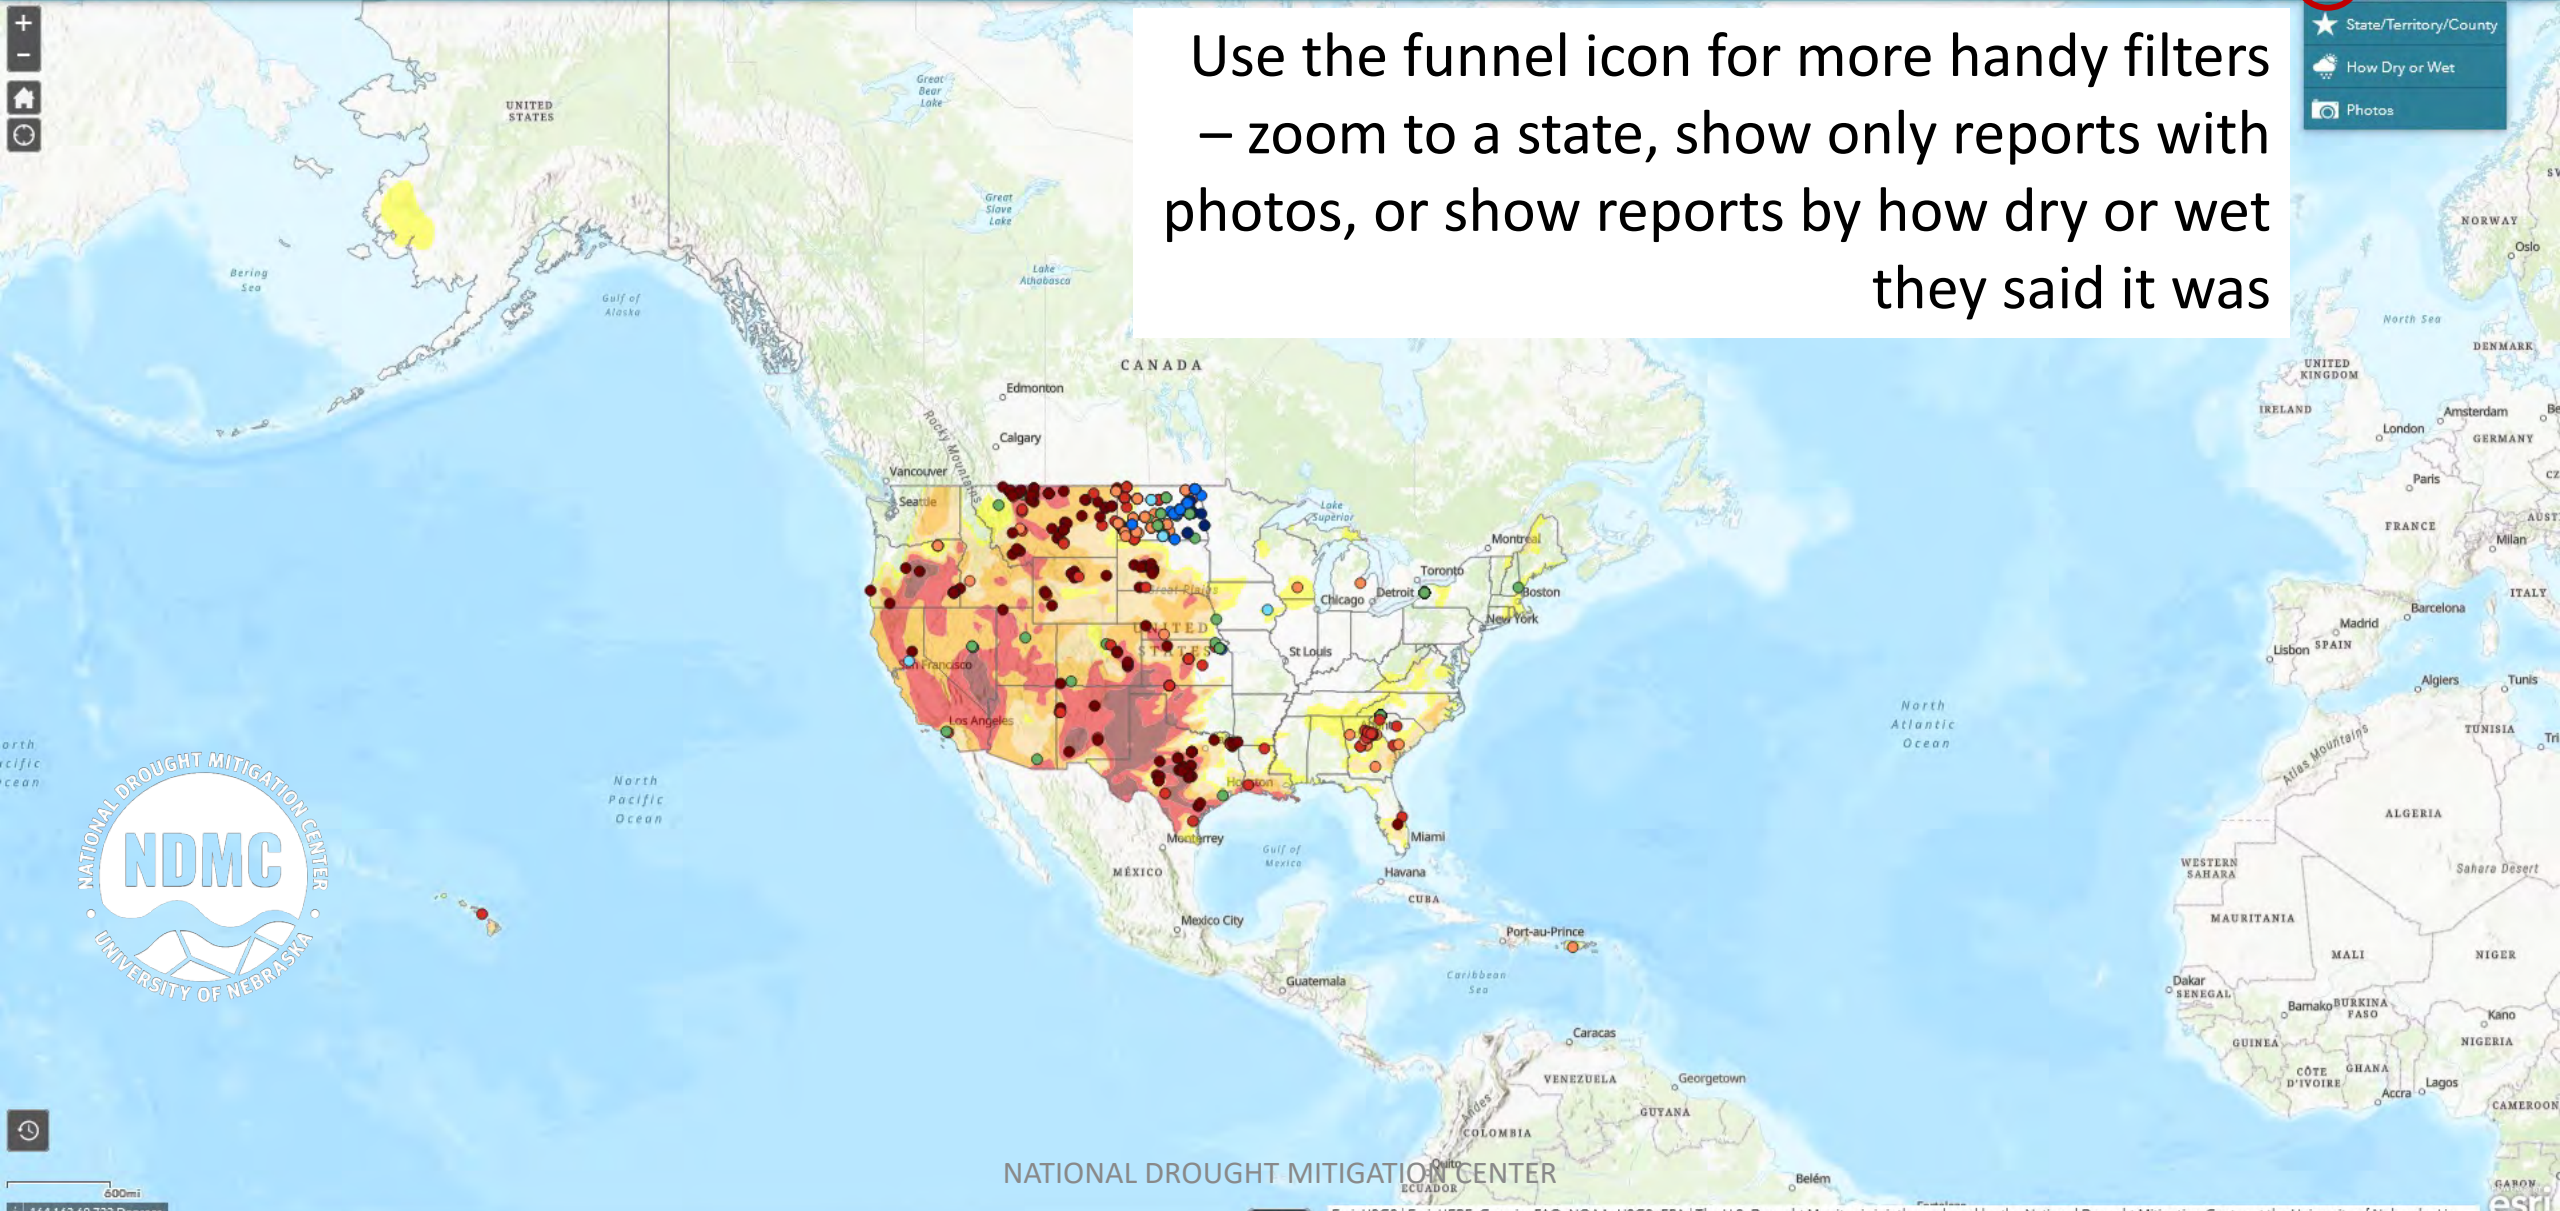 Use the funnel icon for more handy filters
– zoom to a state, show only reports with
photos, or show reports by how dry or wet
they said it was
State/Territory/County
How Dry or Wet
Photos
UNITED
STATES
Great
Bear
Lake
Great
Slave
Lake
Lake
Athabasca
Bering
Sea
Gulf of
Alaska
CANADA
Edmonton
Calgary
Rocky Mountains
Vancouver
Seattle
Lake
Superior
Montreal
Toronto
Detroit
Chicago
Boston
New York
Great Plains
UNITED
STATES
St Louis
San Francisco
Los Angeles
Houston
Monterrey
Miami
Gulf of
Mexico
MÉXICO
Havana
CUBA
Mexico City
Port-au-Prince
Guatemala
Caribbean
Sea
Caracas
VENEZUELA
Georgetown
GUYANA
Andes
COLOMBIA
Quito
ECUADOR
Belém
North
Pacific
Ocean
North
Atlantic
Ocean
NORWAY
Oslo
North Sea
DENMARK
UNITED
KINGDOM
IRELAND
Amsterdam
London
GERMANY
Paris
FRANCE
Milan
ITALY
Barcelona
Madrid
Lisbon
SPAIN
Algiers
Tunis
TUNISIA
Atlas Mountains
ALGERIA
WESTERN
SAHARA
Sahara Desert
MAURITANIA
MALI
NIGER
Dakar
SENEGAL
Bamako
BURKINA
FASO
Kano
NIGERIA
GUINEA
CÔTE
D'IVOIRE
GHANA
Accra
Lagos
CAMEROON
GABON
NATIONAL DROUGHT MITIGATION CENTER
NDMC
UNIVERSITY OF NEBRASKA
NATIONAL DROUGHT MITIGATION CENTER
600mi
esri